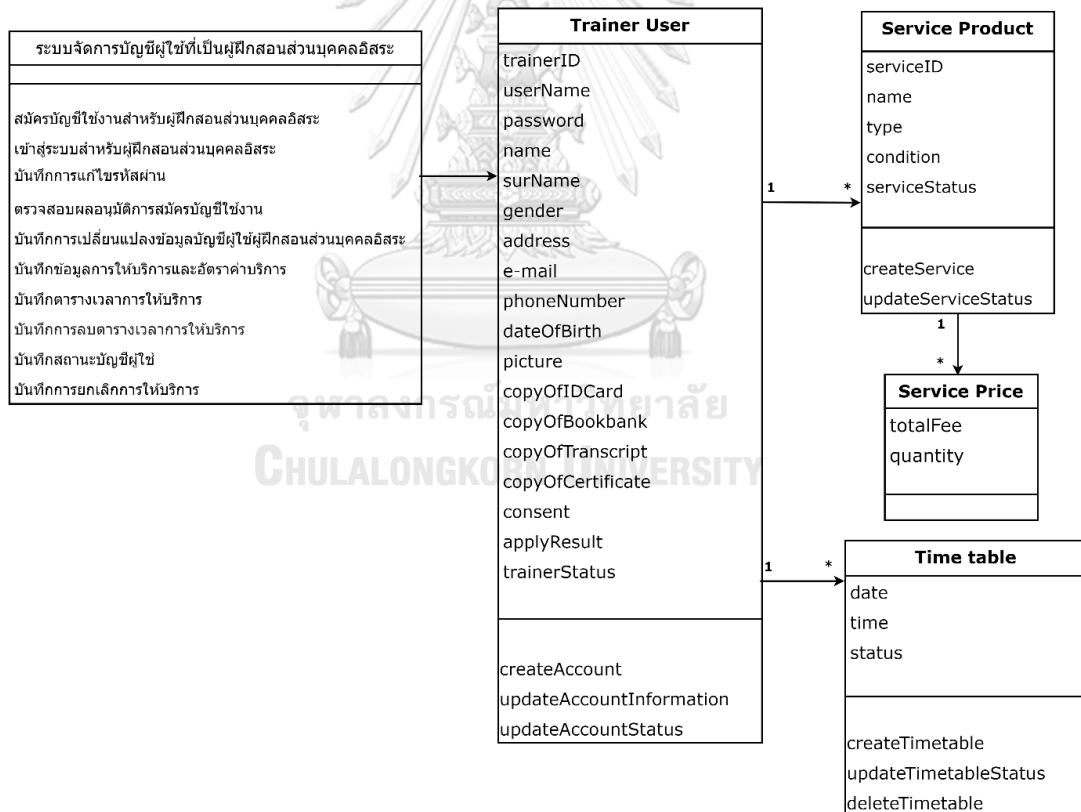 ระบบจัดการบัญชีผู้ใช้ที่เป็นผู้ฝึกสอนส่วนบุคคลอิสระ
สมัครบัญชีใช้งานสำหรับผู้ฝึกสอนส่วนบุคคลอิสระ
เข้าสู่ระบบสำหรับผู้ฝึกสอนส่วนบุคคลอิสระ
บันทึกการแก้ไขรหัสผ่าน
ตรวจสอบผลอนุมัติการสมัครบัญชีใช้งาน
บันทึกการเปลี่ยนแปลงข้อมูลบัญชีผู้ใช้ผู้ฝึกสอนส่วนบุคคลอิสระ
บันทึกข้อมูลการให้บริการและอัตราค่าบริการ
บันทึกตารางเวลาการให้บริการ
บันทึกการลบตารางเวลาการให้บริการ
บันทึกสถานะบัญชีผู้ใช้
บันทึกการยกเลิกการให้บริการ
Trainer User
trainerID
userName
password
name
surName
gender
address
e-mail
phoneNumber
dateOfBirth
picture
copyOfIDCard
copyOfBookbank
copyOfTranscript
copyOfCertificate
consent
applyResult
trainerStatus
createAccount
updateAccountInformation
updateAccountStatus
1 *
Service Product
serviceID
name
type
condition
serviceStatus
createService
updateServiceStatus
1
*
Service Price
totalFee
quantity
1 *
Time table
date
time
status
createTimetable
updateTimetableStatus
deleteTimetable
จุฬาลงกรณ์มหาวิทยาลัย
CHULALONGKORN UNIVERSITY